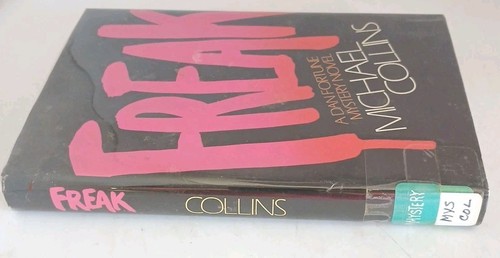 FREAK
A DAN FORTUNE
MYSTERY NOVEL
MICHAEL
COLLINS
FREAK
COLLINS
MYSTERY
MYS
COL